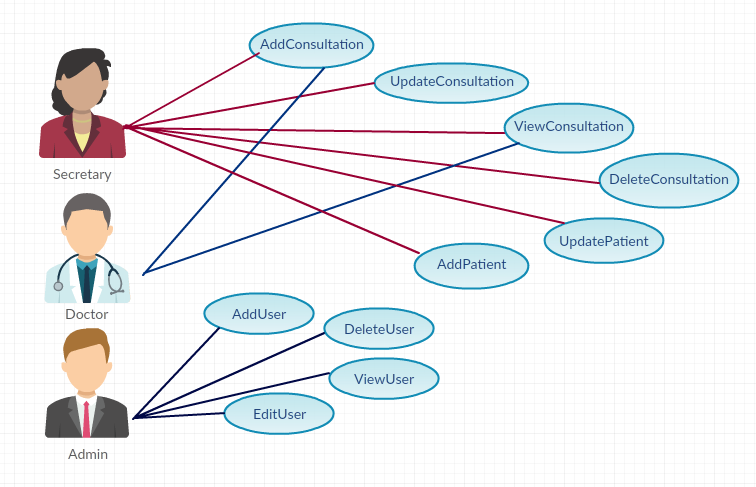 AddConsultation
UpdateConsultation
ViewConsultation
Secretary
DeleteConsultation
UpdatePatient
AddPatient
Doctor
AddUser
DeleteUser
ViewUser
EditUser
Admin